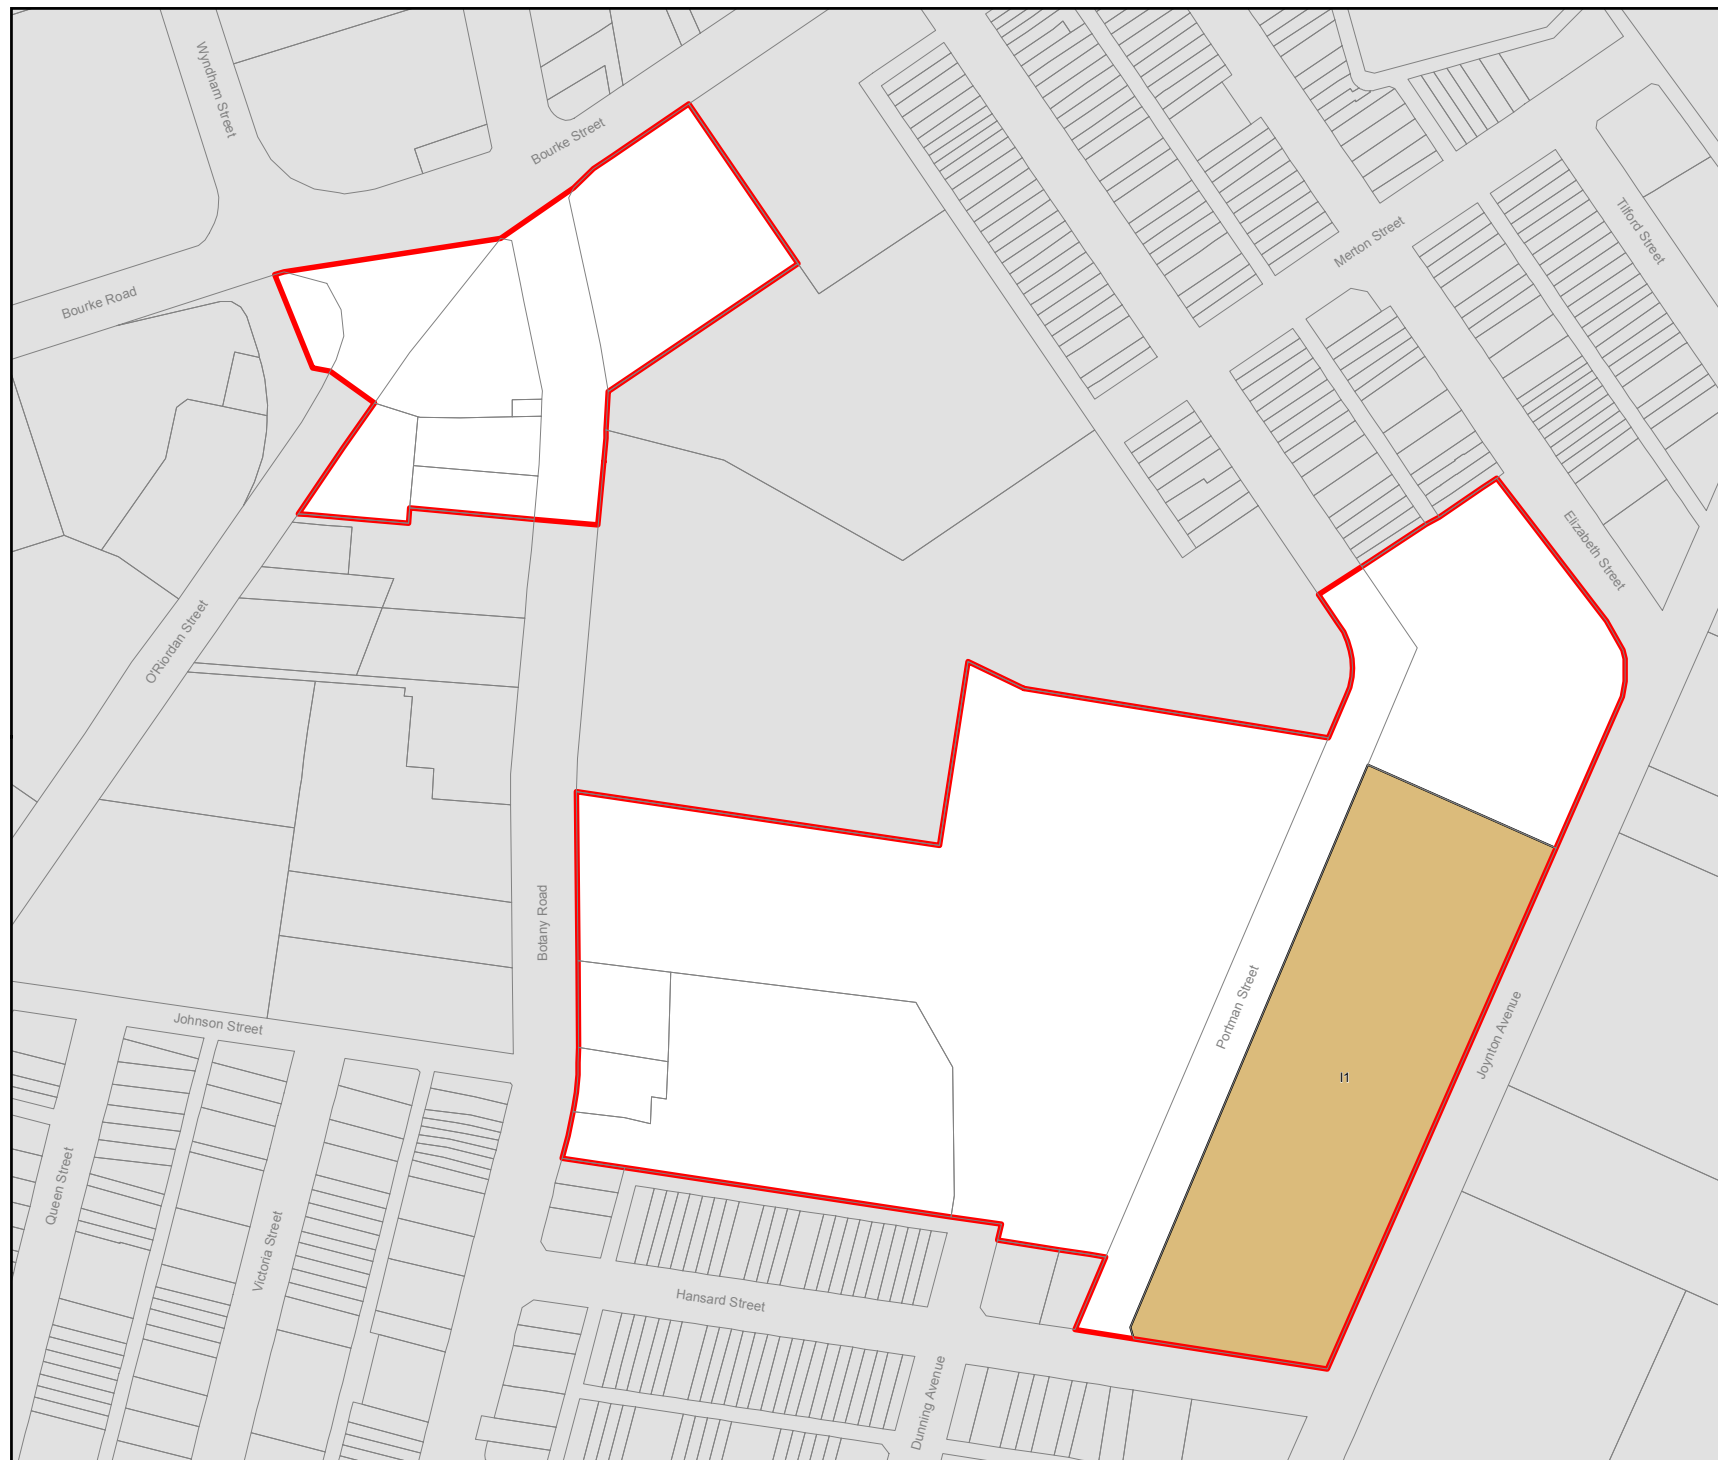 Wyndham Street
Bourke Street
Tilford Street
Merton Street
Bourke Road
Elizabeth Street
O'Riordan Street
Botany Road
Portman Street
Johnson Street
Joynton Avenue
I1
Queen Street
Victoria Street
Hansard Street
Dunning Avenue